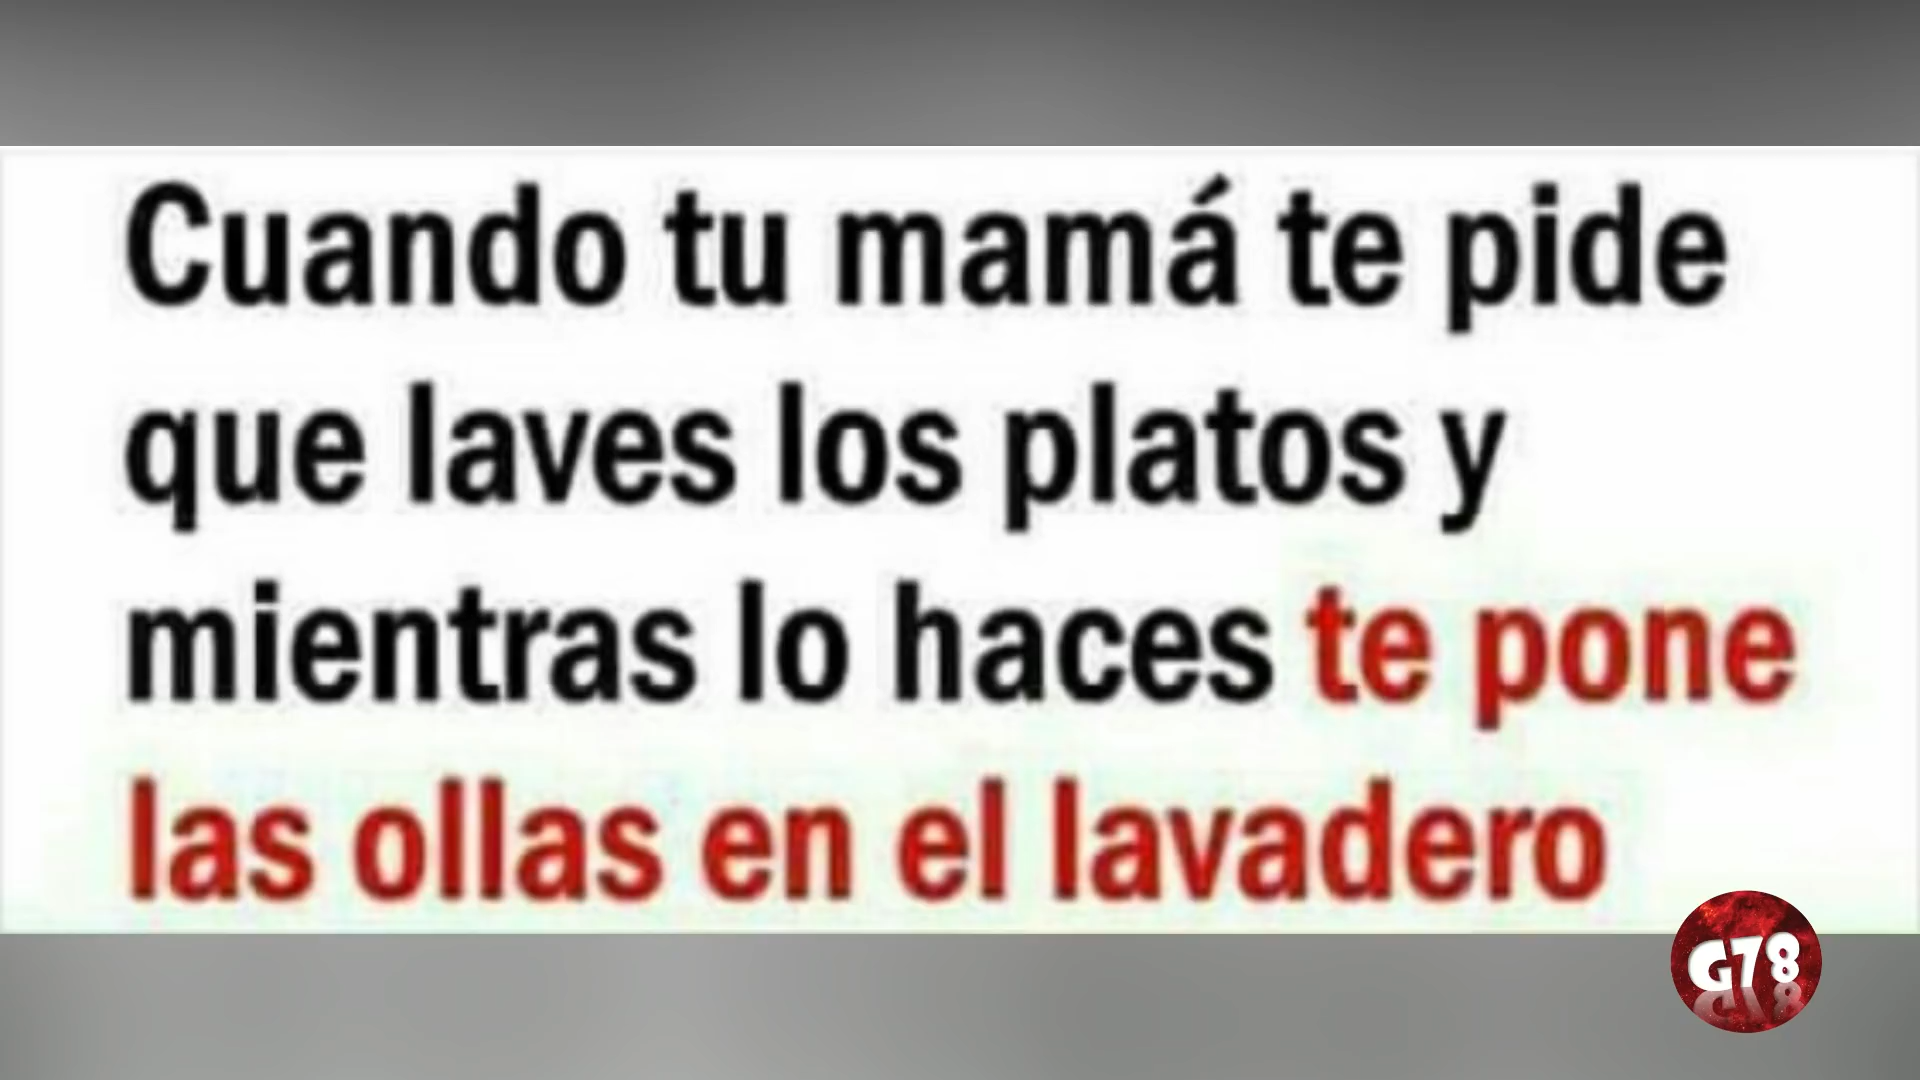 Cuando tu mamá te pide
que laves los platos y
mientras lo haces te pone
las ollas en el lavadero
G78